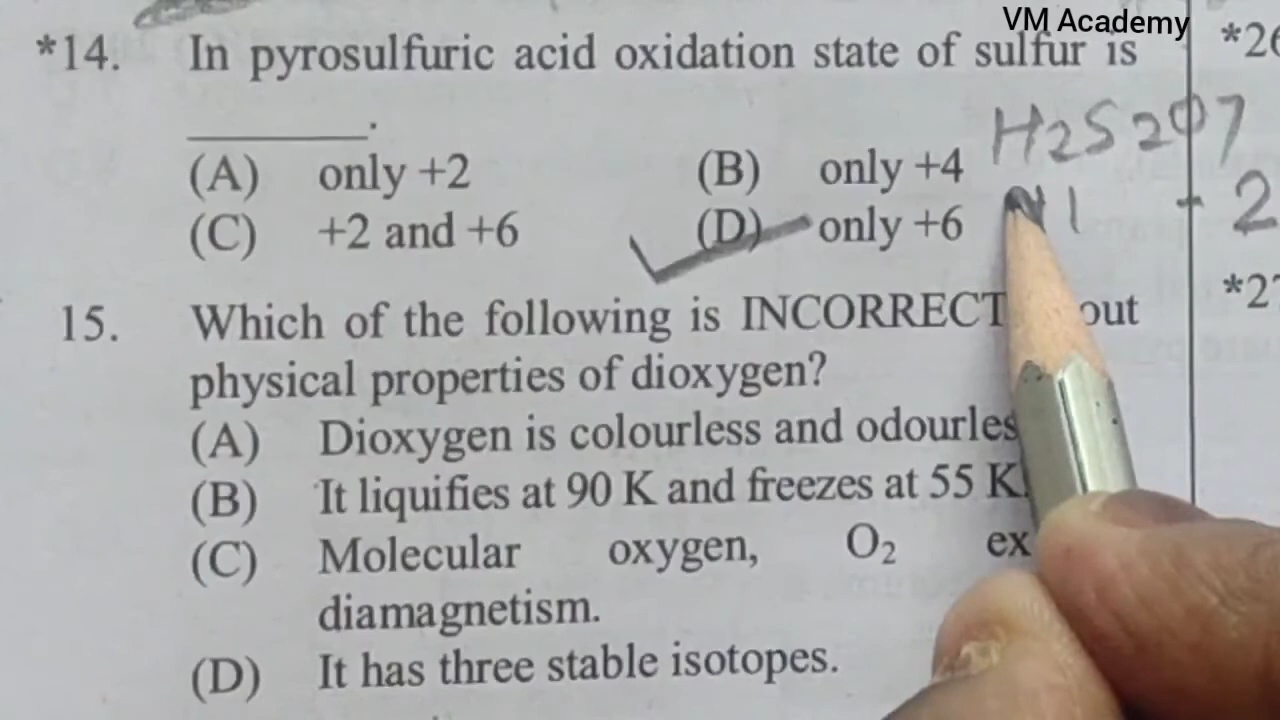 VM Academy
*14. In pyrosulfuric acid oxidation state of sulfur is
.
(A) only +2 (B) only +4
(C) +2 and +6 (D) only +6
H2S2O7
1 - 2
15. Which of the following is INCORRECT
physical properties of dioxygen?
(A) Dioxygen is colourless and
(B) It liquifies at 90 K and freezes at 55 K.
(C) Molecular oxygen, O2
diamagnetism.
(D) It has three stable isotopes.